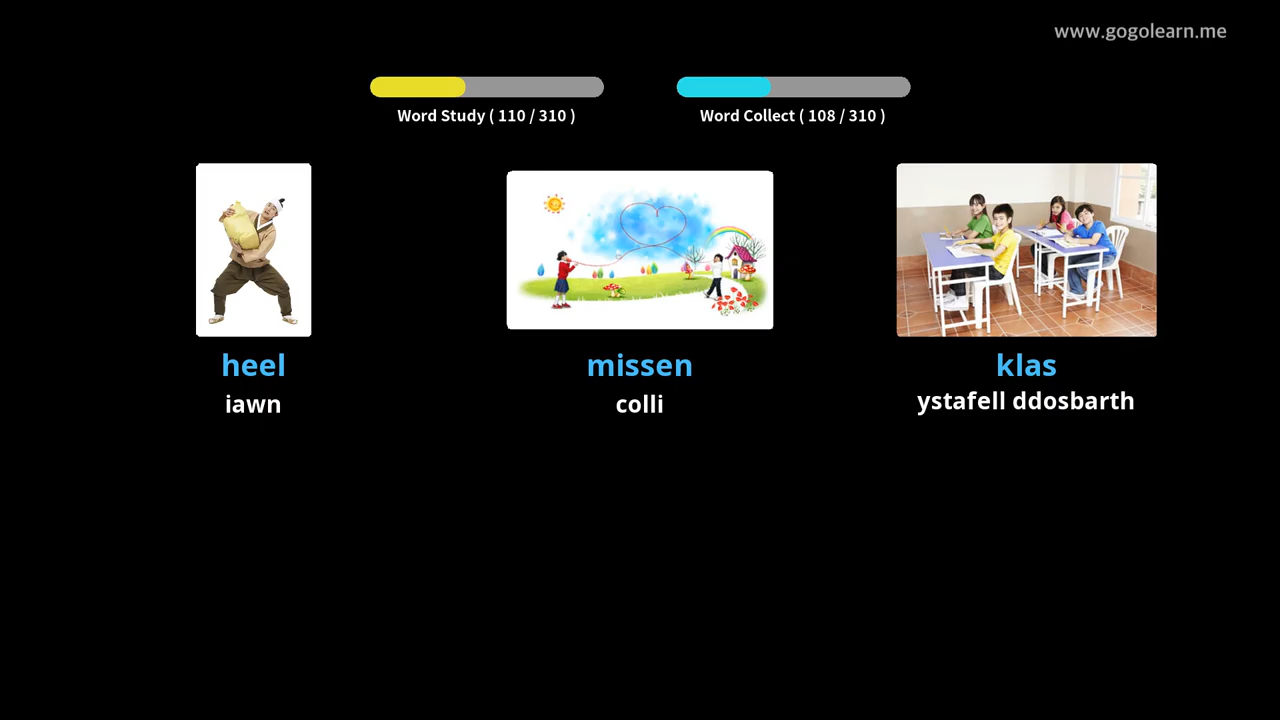 www.gogolearn.me
Word Study ( 110 / 310 )
Word Collect ( 108 / 310 )
heel
missen
klas
iawn
colli
ystafell ddosbarth